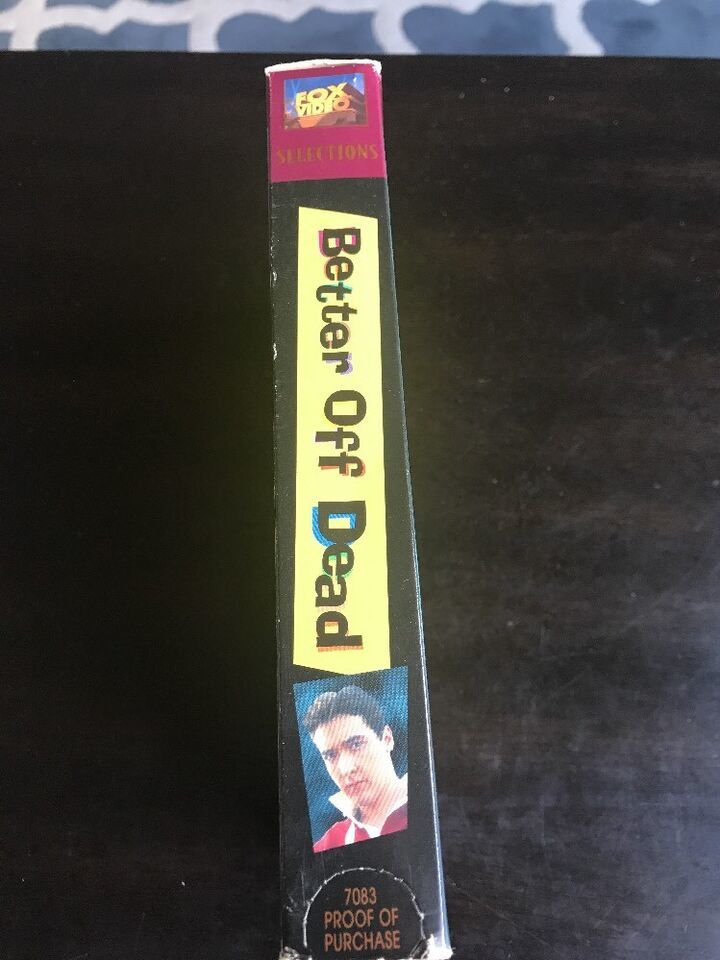 FOX
VIDEO
SELECTIONS
Better Off Dead
7083
PROOF OF
PURCHASE